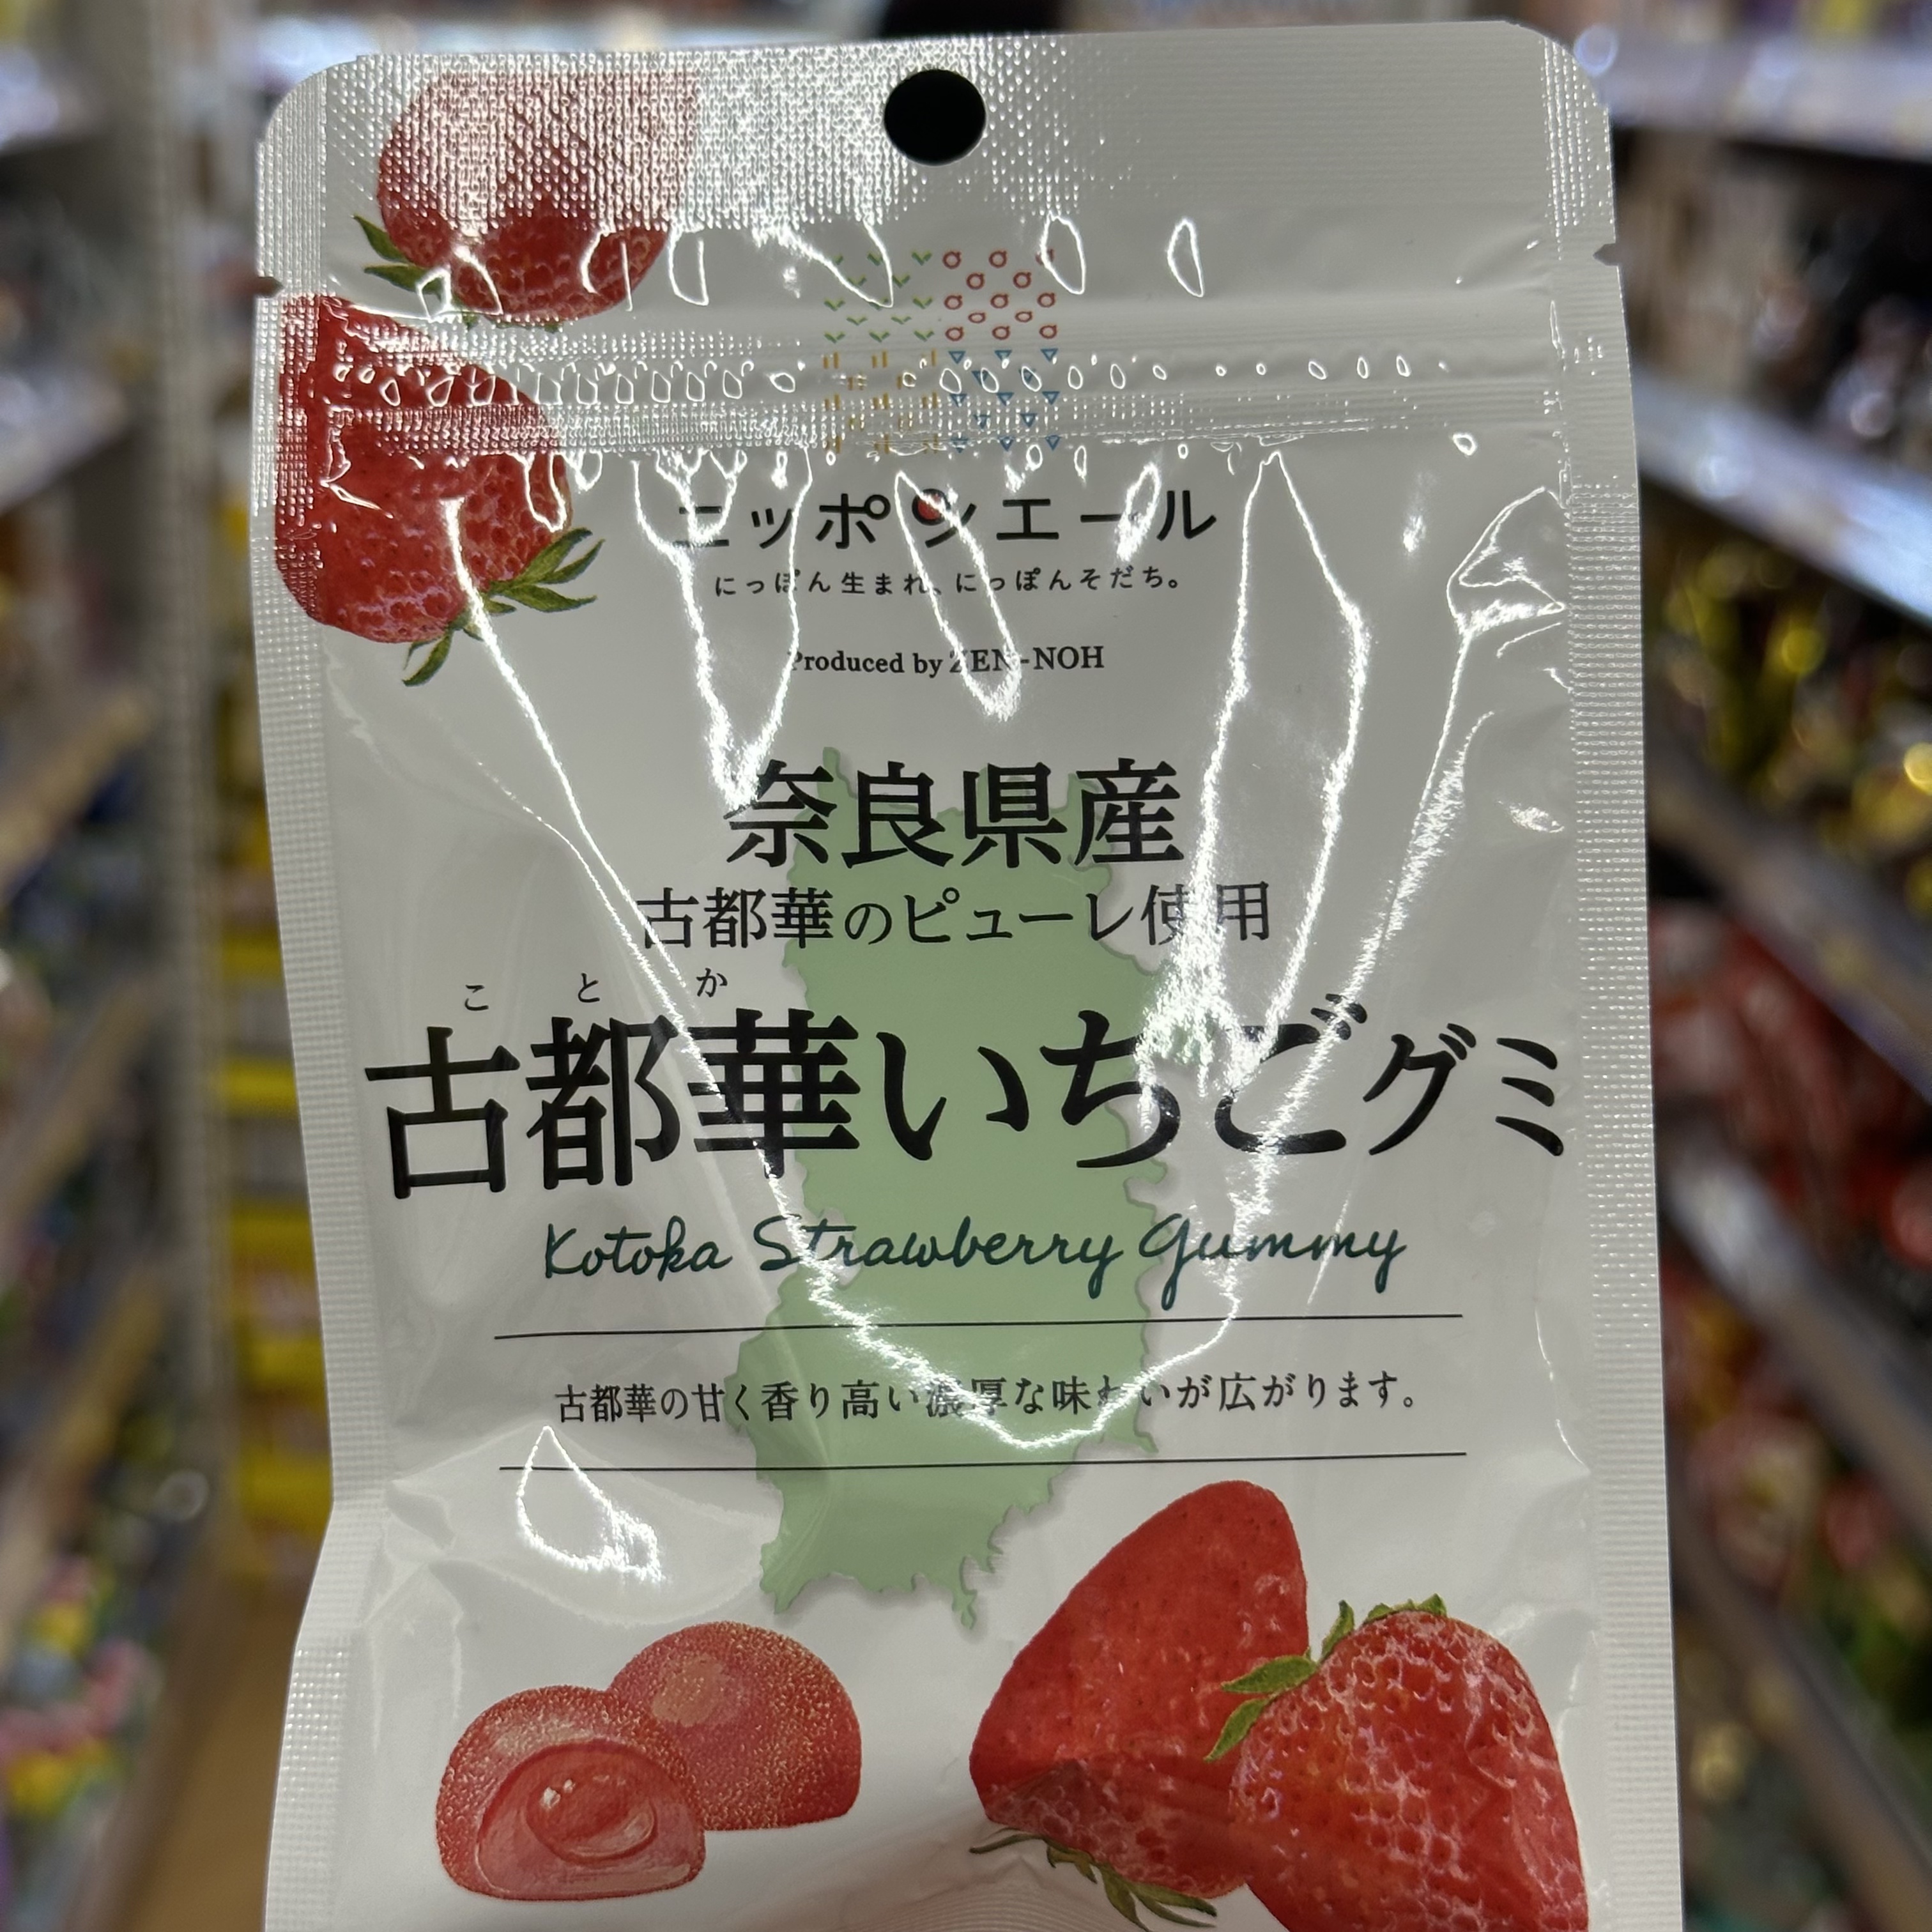 ニッポンエール
にっぽん生まれ、にっぽんそだち。
Produced by ZEN-NOH
奈良県産
古都華のピューレ使用
ことか
古都華いちごグミ
Kotoka Strawberry Gummy
古都華の甘く香り高い濃厚な味わいが広がります。